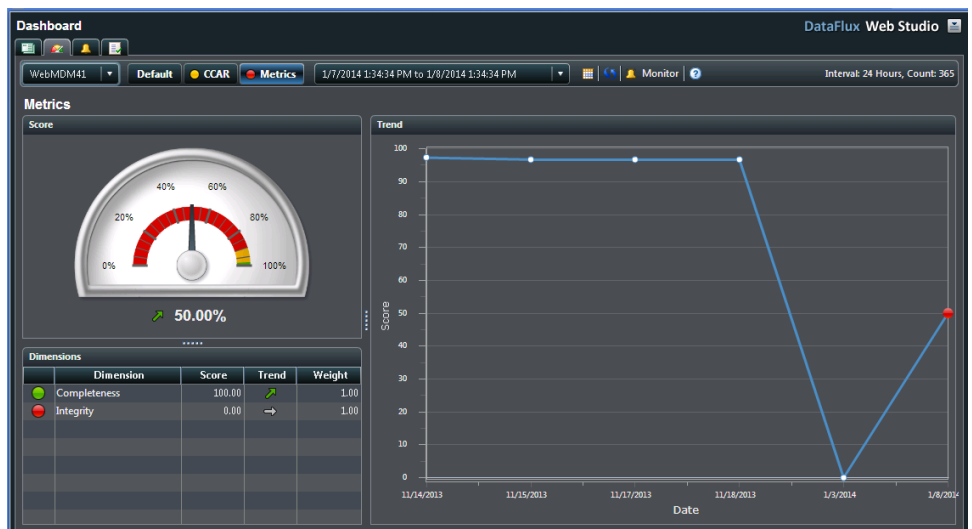 Dashboard
DataFlux Web Studio
WebMDM41
Default
CCAR
Metrics
1/7/2014 1:34:34 PM to 1/8/2014 1:34:34 PM
Monitor
?
Interval: 24 Hours, Count: 365
Metrics
Score
0%
20%
40%
60%
80%
100%
50.00%
Dimensions
Dimension Score Trend Weight
Completeness 100.00 1.00
Integrity 0.00 1.00
Trend
100
90
80
70
60
50
40
30
20
10
0
Score
11/14/2013 11/15/2013 11/17/2013 11/18/2013 1/3/2014 1/8/2014
Date